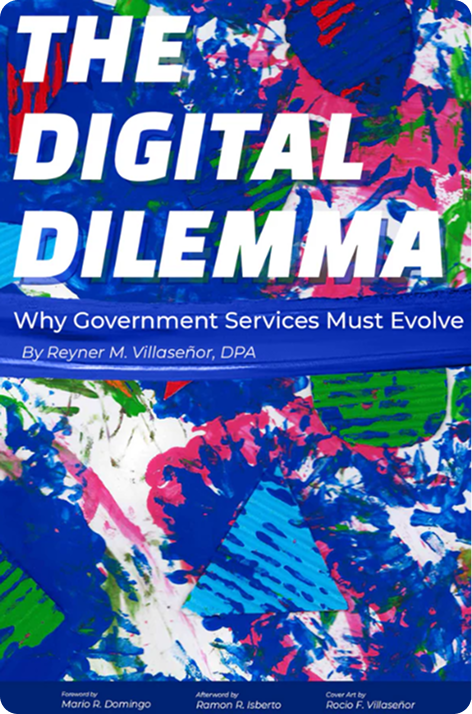 THE
DIGITAL
DILEMMA
Why Government Services Must Evolve
By Reyner M. Villaseñor, DPA
Foreword by
Mario R. Domingo
Afterword by
Ramon R. Isberto
Cover Art by
Rocio F. Villaseñor